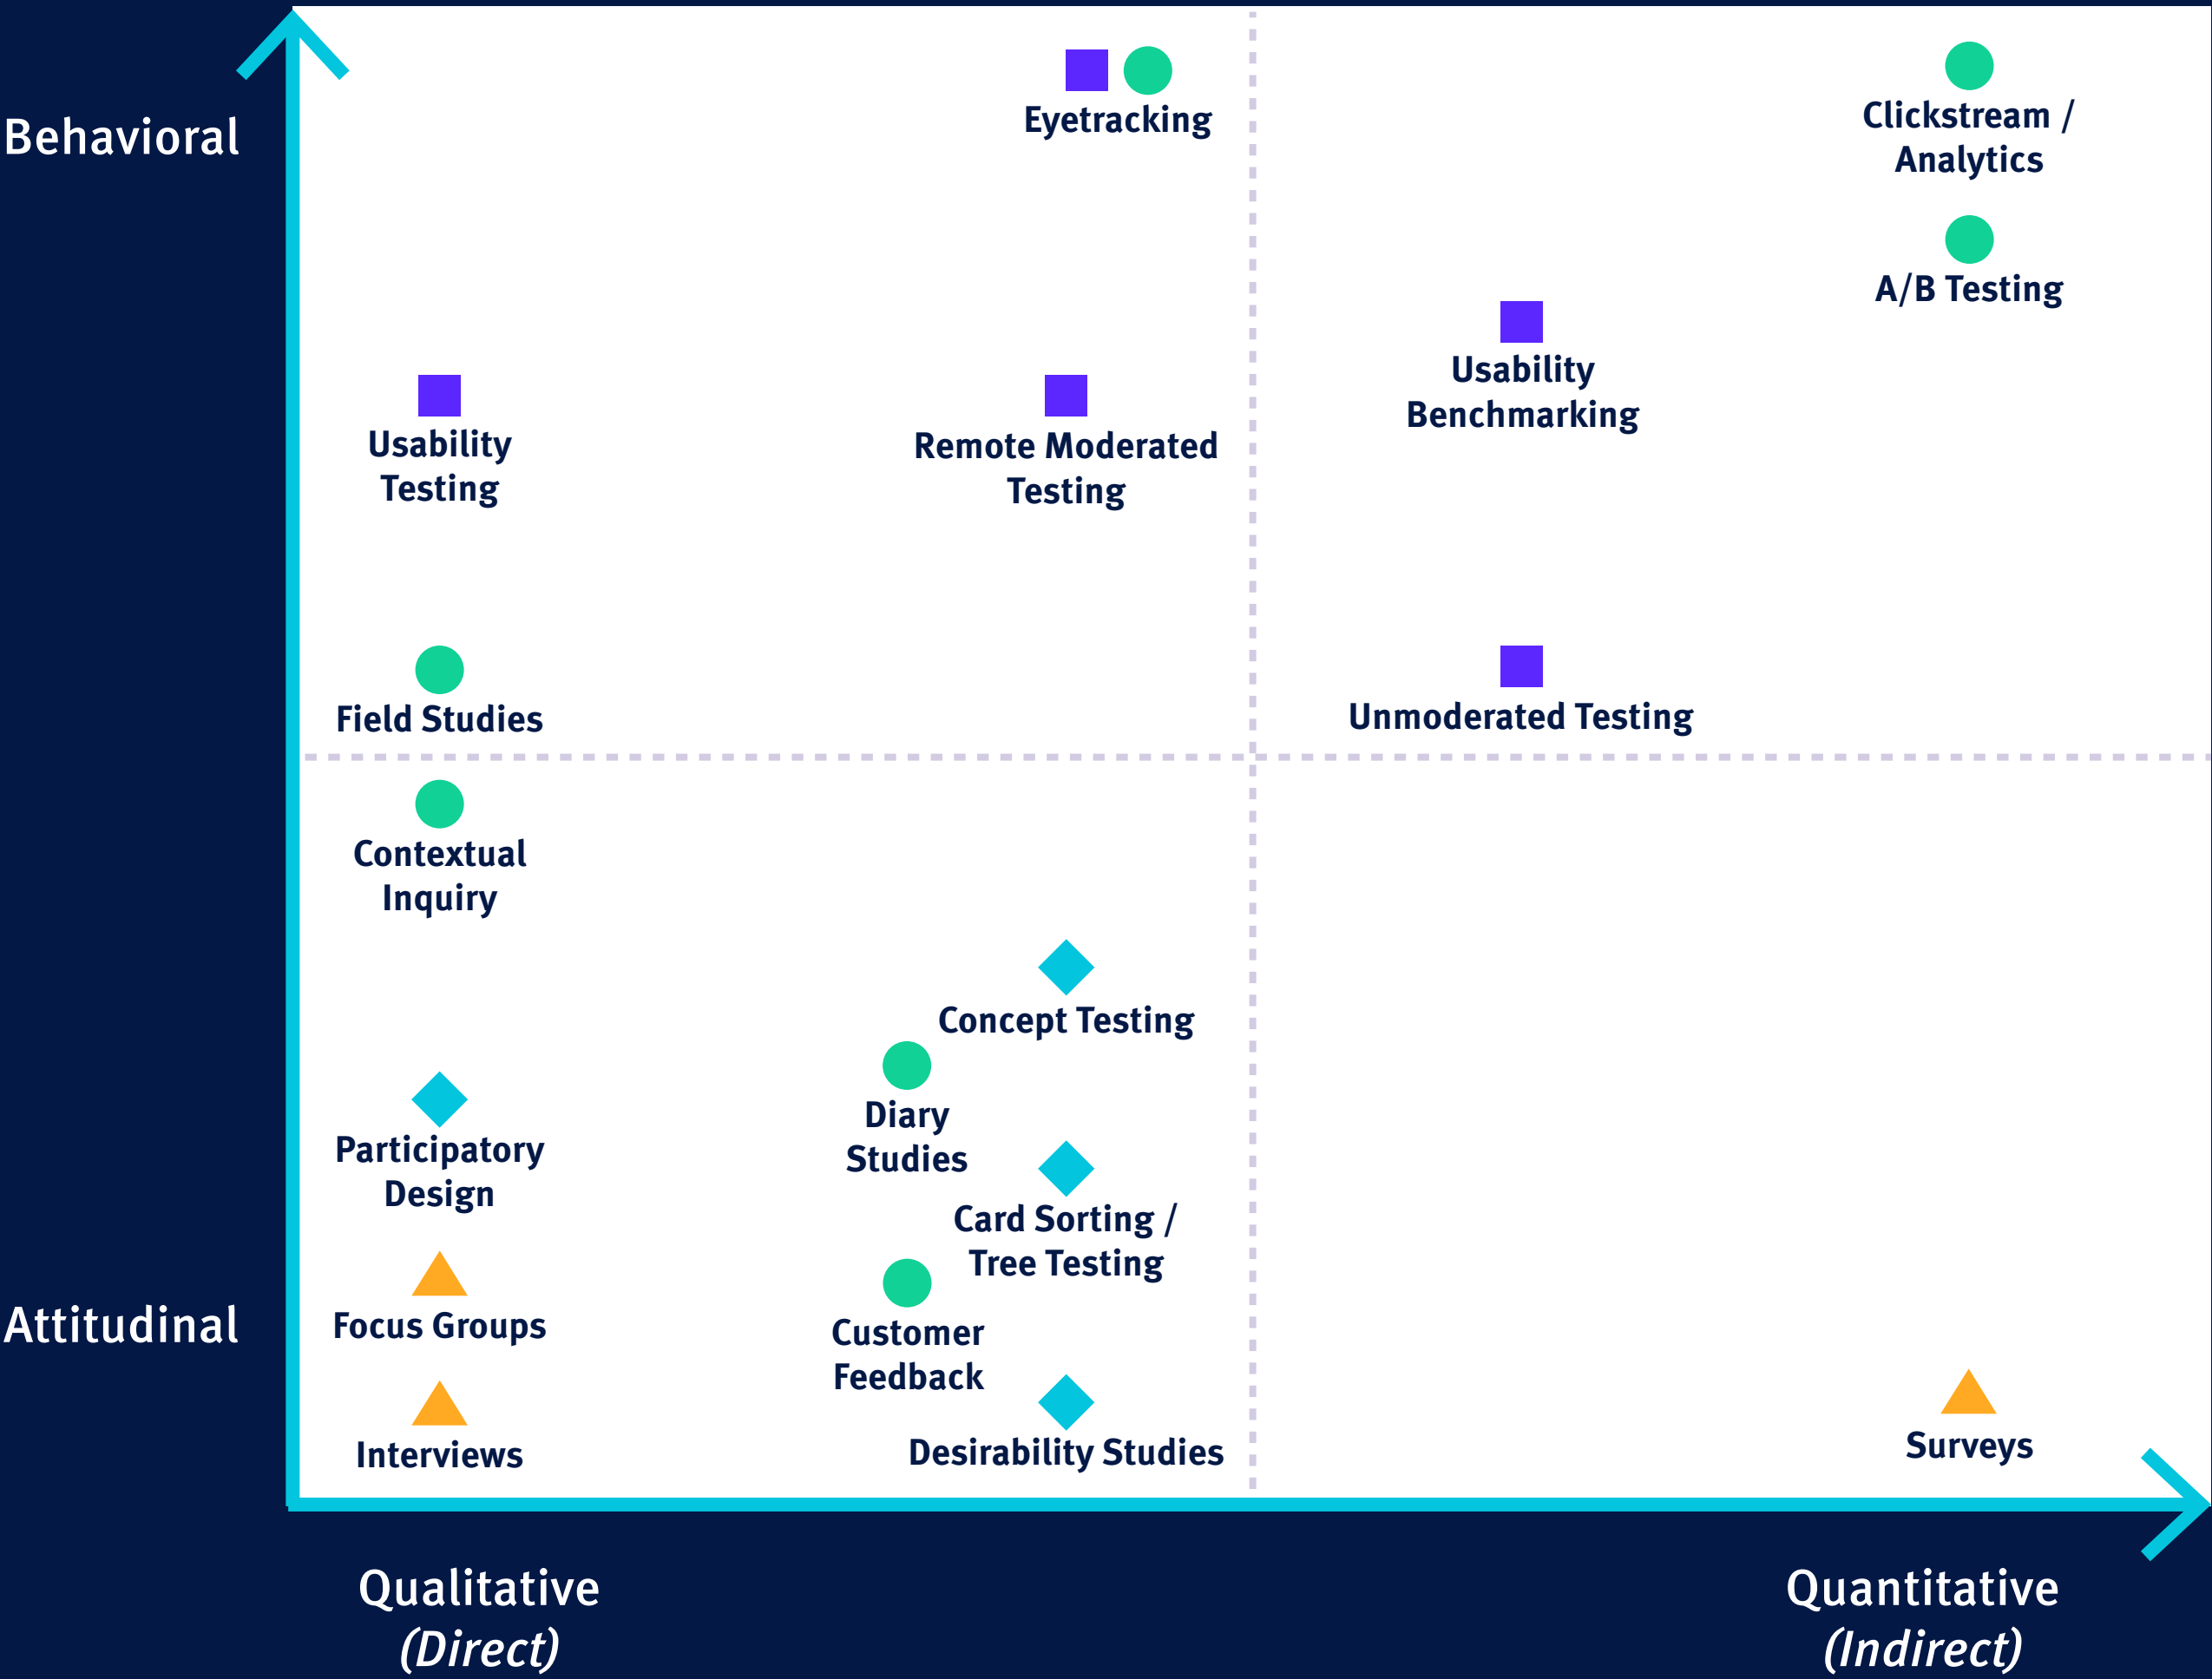 Behavioral
Eyetracking
Clickstream /
Analytics
A/B Testing
Usability
Benchmarking
Usability
Testing
Remote Moderated
Testing
Field Studies
Unmoderated Testing
Contextual
Inquiry
Concept Testing
Diary
Studies
Participatory
Design
Card Sorting /
Tree Testing
Attitudinal
Focus Groups
Customer
Feedback
Interviews
Desirability Studies
Surveys
Qualitative
(Direct)
Quantitative
(Indirect)